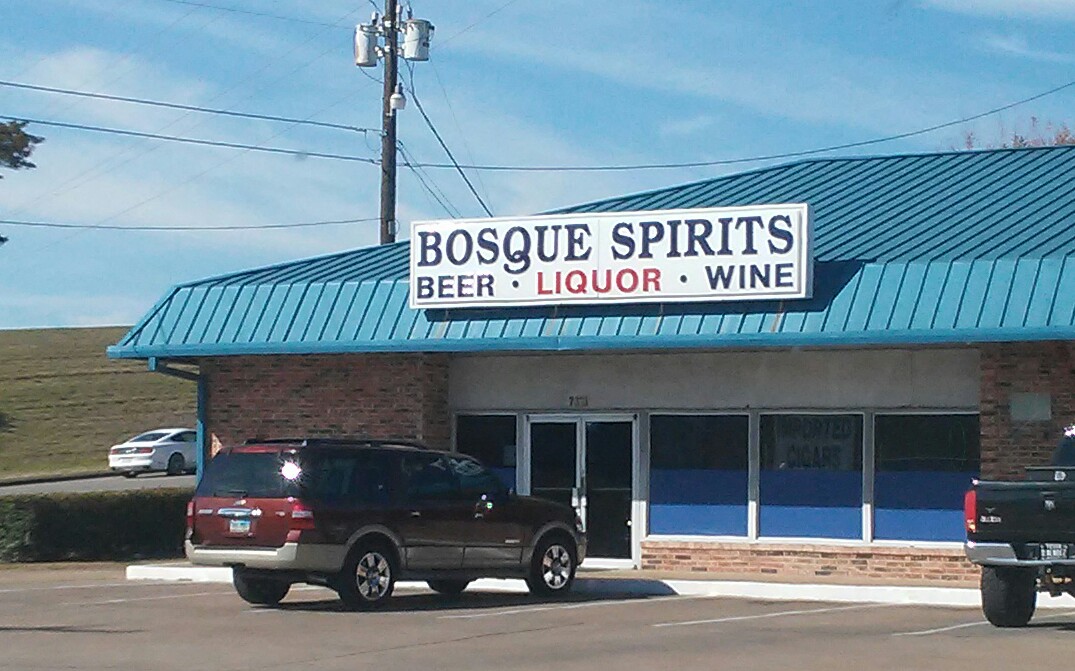 BOSQUE SPIRITS
BEER · LIQUOR · WINE
IMPORTED
CIGARS